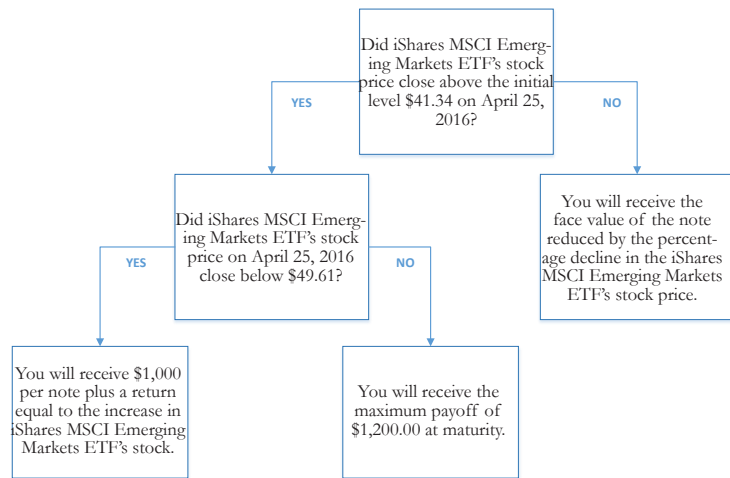 Did iShares MSCI Emerg-
ing Markets ETF's stock
price close above the initial
level $41.34 on April 25,
2016?
YES
NO
Did iShares MSCI Emerg-
ing Markets ETF's stock
price on April 25, 2016
close below $49.61?
You will receive the
face value of the note
reduced by the percent-
age decline in the iShares
MSCI Emerging Markets
ETF's stock price.
YES
NO
You will receive $1,000
per note plus a return
equal to the increase in
iShares MSCI Emerging
Markets ETF's stock.
You will receive the
maximum payoff of
$1,200.00 at maturity.